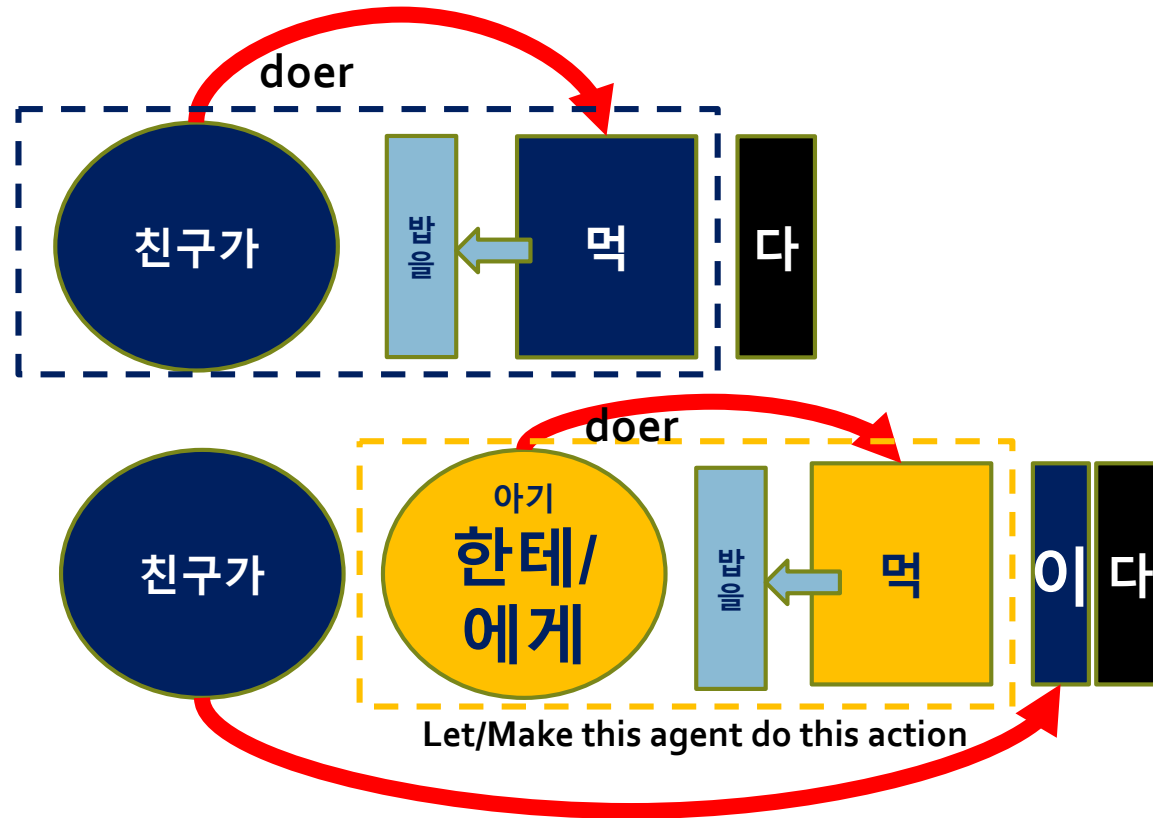 doer
친구가
밥
을
먹
다
doer
친구가
아기
한테/
에게
밥
을
먹
이
다
Let/Make this agent do this action